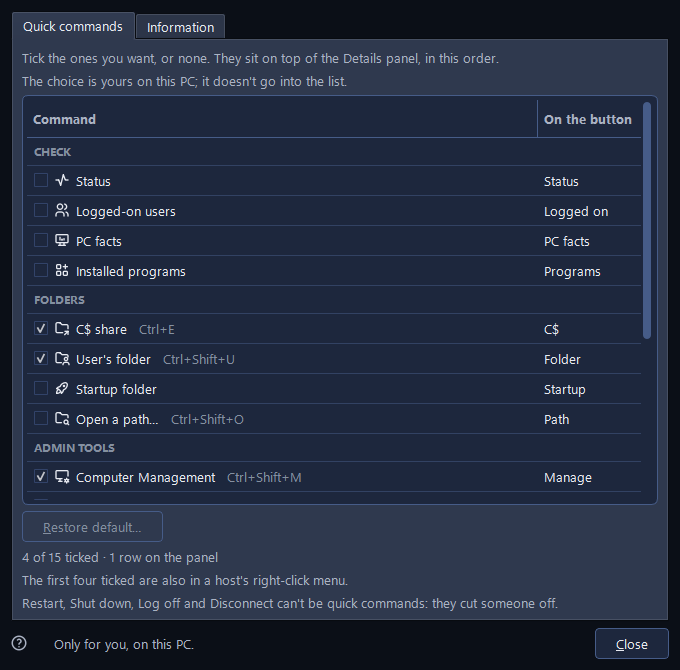 Quick commands Information
Tick the ones you want, or none. They sit on top of the Details panel, in this order.
The choice is yours on this PC; it doesn't go into the list.
Command On the button
CHECK
Status Status
Logged-on users Logged on
PC facts PC facts
Installed programs Programs
FOLDERS
C$ share Ctrl+E C$
User's folder Ctrl+Shift+U Folder
Startup folder Startup
Open a path... Ctrl+Shift+O Path
ADMIN TOOLS
Computer Management Ctrl+Shift+M Manage
Restore default...
4 of 15 ticked · 1 row on the panel
The first four ticked are also in a host's right-click menu.
Restart, Shut down, Log off and Disconnect can't be quick commands: they cut someone off.
Only for you, on this PC. Close